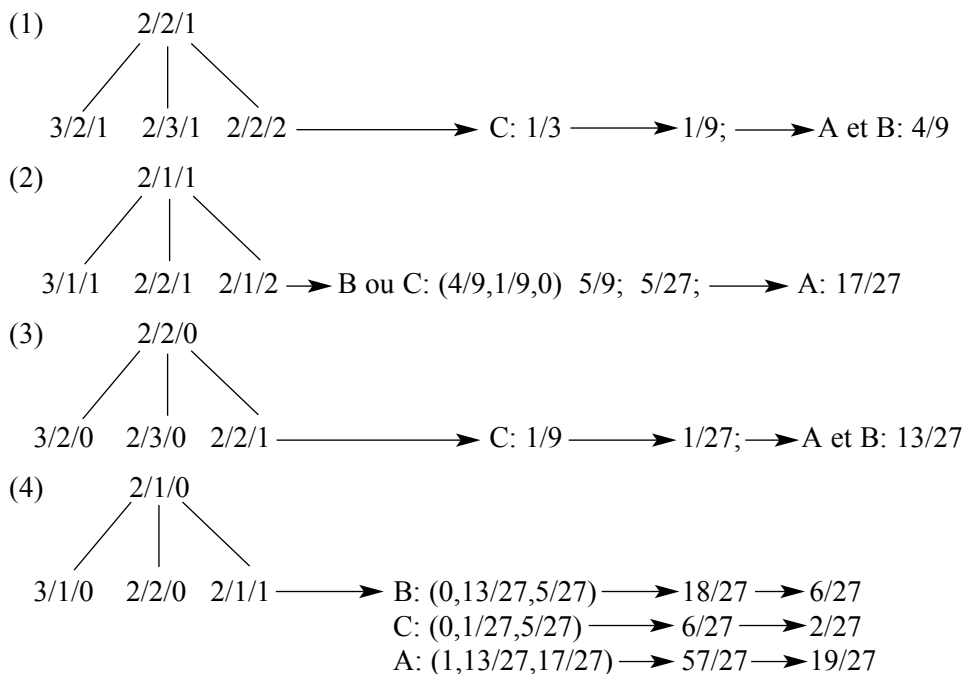 (1) 2/2/1
3/2/1 2/3/1 2/2/2 C: 1/3 1/9; A et B: 4/9
(2) 2/1/1
3/1/1 2/2/1 2/1/2 B ou C: (4/9,1/9,0) 5/9; 5/27; A: 17/27
(3) 2/2/0
3/2/0 2/3/0 2/2/1 C: 1/9 1/27; A et B: 13/27
(4) 2/1/0
3/1/0 2/2/0 2/1/1 B: (0,13/27,5/27) 18/27 6/27
C: (0,1/27,5/27) 6/27 2/27
A: (1,13/27,17/27) 57/27 19/27